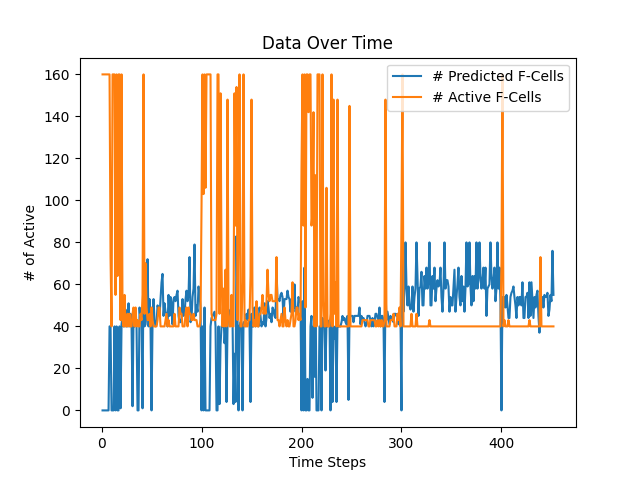 Data Over Time
# Predicted F-Cells
# Active F-Cells
160
140
120
100
80
60
40
20
0
# of Active
0 100 200 300 400
Time Steps